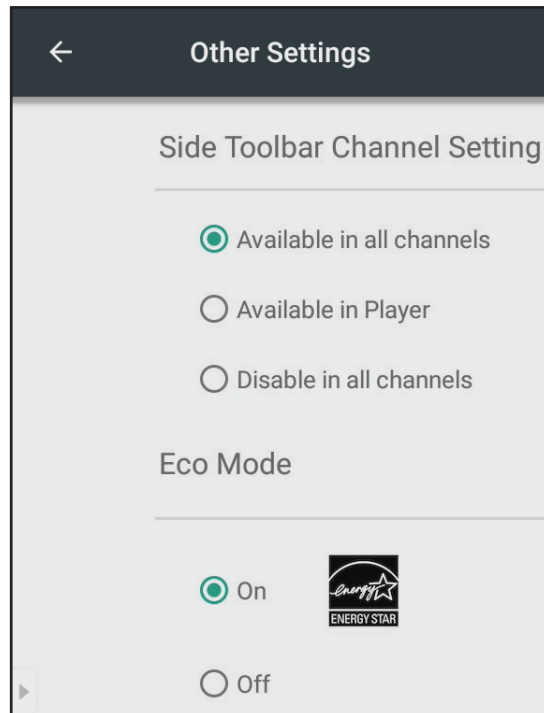 Other Settings
Side Toolbar Channel Setting
Available in all channels
Available in Player
Disable in all channels
Eco Mode
On
energy
ENERGY STAR
Off